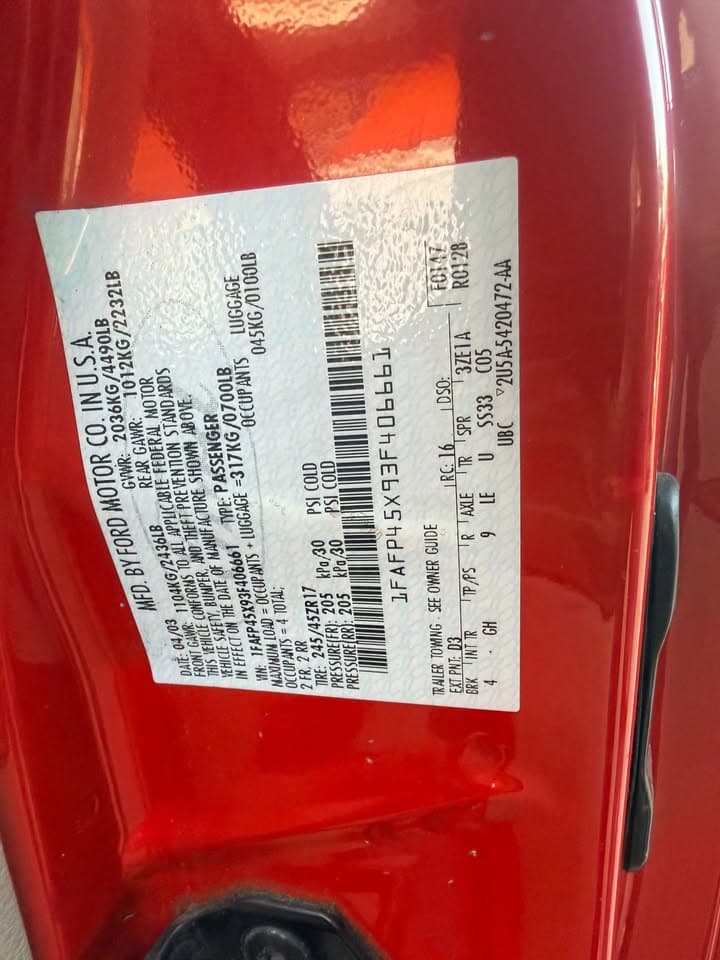 MFD. BY FORD MOTOR CO. IN U.S.A.
DATE: 04/03 GVWR: 2036KG/4490LB
FRONT GAWR: 1104KG/2436LB REAR GAWR: 1012KG/2232LB
THIS VEHICLE CONFORMS TO ALL APPLICABLE FEDERAL MOTOR
VEHICLE SAFETY, BUMPER, AND THEFT PREVENTION STANDARDS
IN EFFECT ON THE DATE OF MANUFACTURE SHOWN ABOVE.
VIN: 1FAFP45X93F406661 TYPE: PASSENGER
MAXIMUM LOAD = OCCUPANTS + LUGGAGE =317KG/0700LB
OCCUPANTS = 4 TOTAL; OCCUPANTS LUGGAGE
2 FR, 2 RR 045KG/0100LB
TIRE: 245/45ZR17
PRESSURE(FR): 205 kPa/30 PSI COLD
PRESSURE(RR): 205 kPa/30 PSI COLD
1FAFP45X93F406661
TRAILER TOWING - SEE OWNER GUIDE F0147
EXT PNT: D3 RC: 16 DSO: R0128
BRK INT TR TP/PS R AXLE TR SPR 3ZE1A
4 GH 9 LE U SS33 C05
UBC 2U5A-5420472-AA